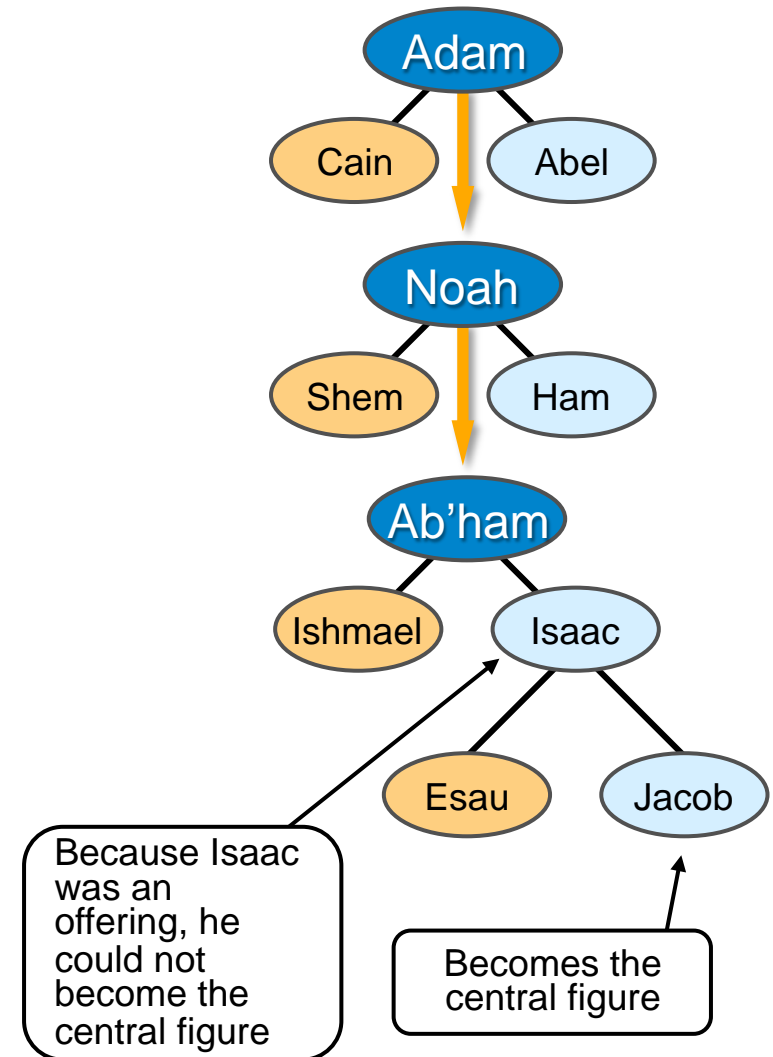 Adam
Cain
Abel
Noah
Shem
Ham
Ab’ham
Ishmael
Isaac
Esau
Jacob
Because Isaac
was an
offering, he
could not
become the
central figure
Becomes the
central figure